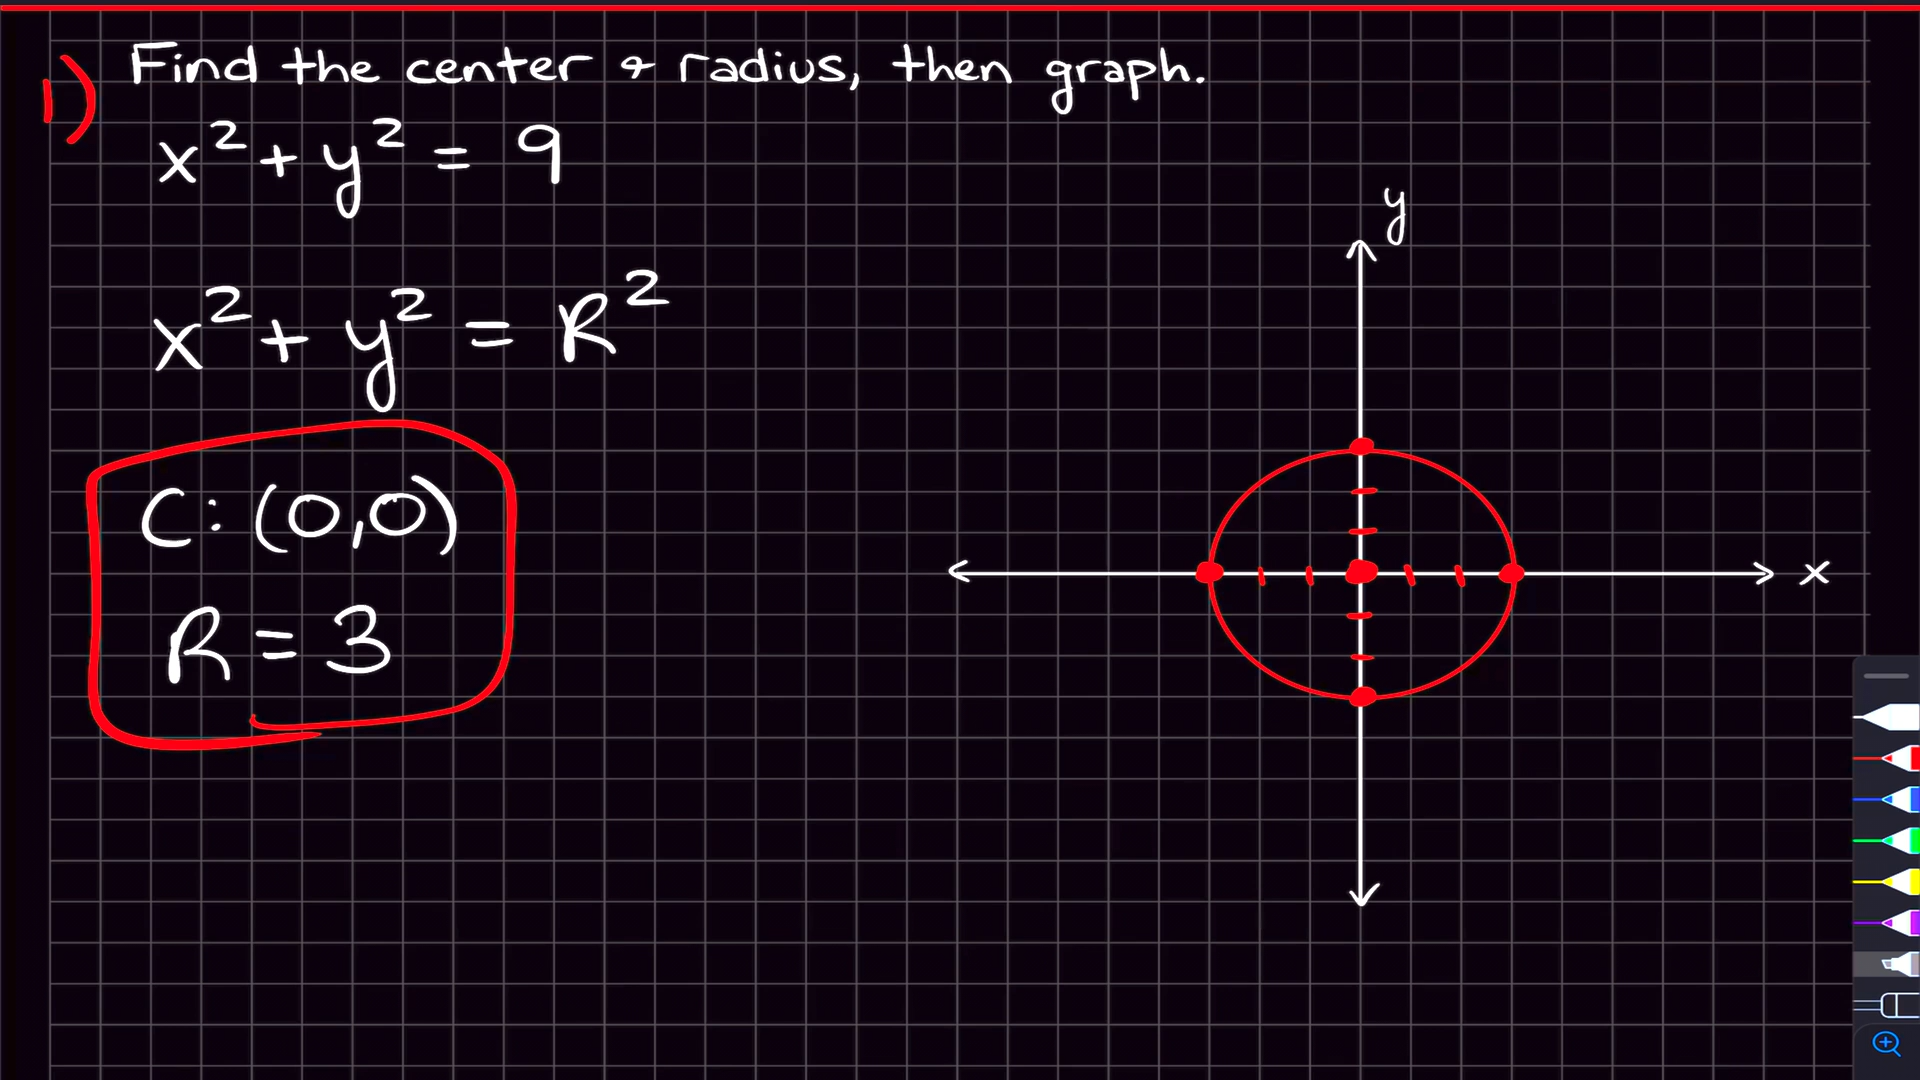 1) Find the center & radius, then graph.
x² + y² = 9
x² + y² = R²
C: (0,0)
R = 3
y
x